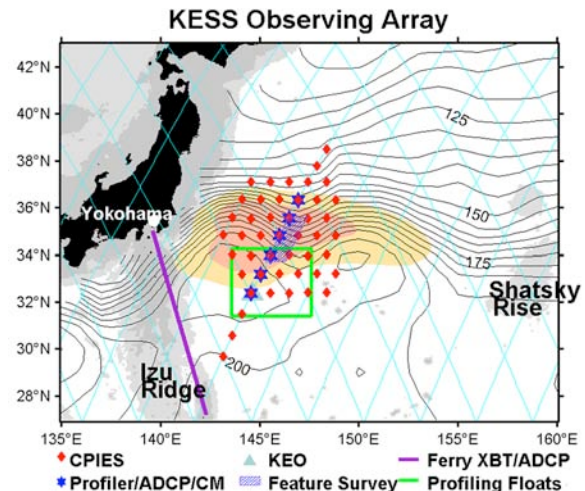 KESS Observing Array
42°N
40°N
38°N
36°N
34°N
32°N
30°N
28°N
125
150
175
200
Yokohama
Shatsky
Rise
Izu
Ridge
135°E 140°E 145°E 150°E 155°E 160°E
CPIES KEO Ferry XBT/ADCP
Profiler/ADCP/CM Feature Survey Profiling Floats